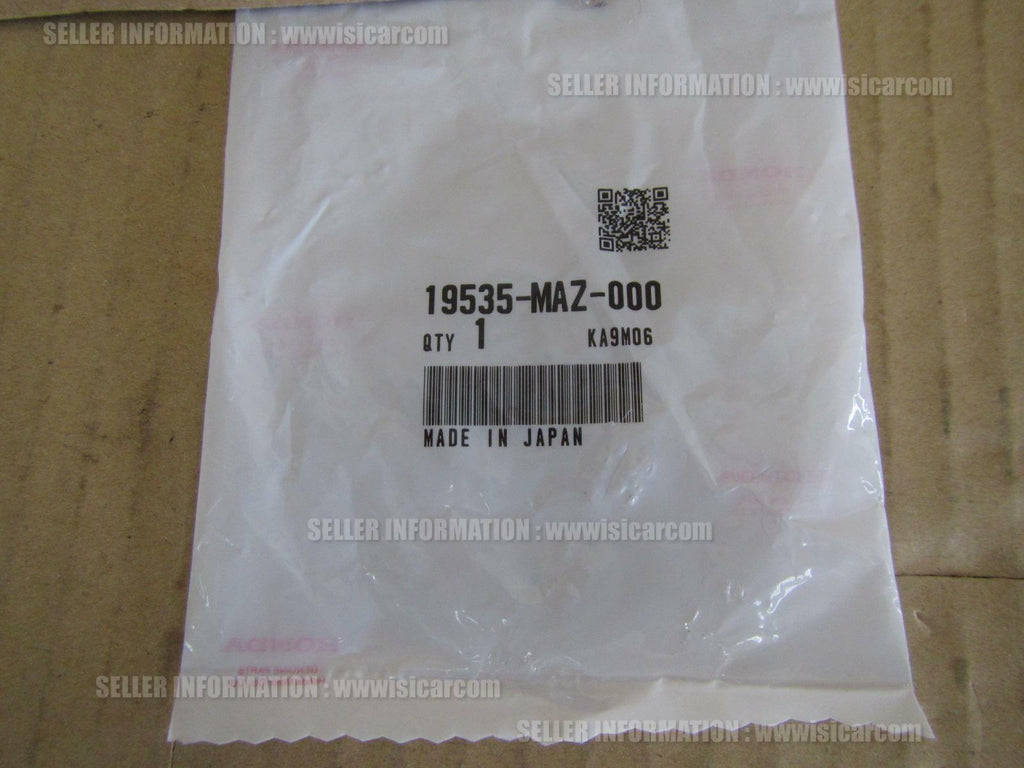 SELLER INFORMATION : wwwisicarcom
SELLER INFORMATION : wwwisicarcom
19535-MAZ-000
QTY 1 KA9M06
MADE IN JAPAN
SELLER INFORMATION : wwwisicarcom
HONDA
SELLER INFORMATION : wwwisicarcom
SELLER INFORMATION : wwwisicarcom